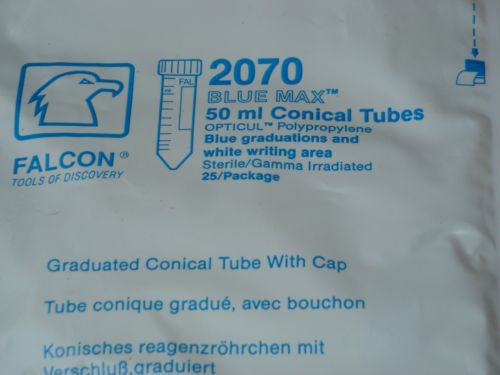 FALCON®
TOOLS OF DISCOVERY
FAL
2070
BLUE MAX™
50 ml Conical Tubes
OPTICUL™ Polypropylene
Blue graduations and
white writing area
Sterile/Gamma Irradiated
25/Package
Graduated Conical Tube With Cap
Tube conique gradué, avec bouchon
Konisches reagenzröhrchen mit
Verschluß,graduiert